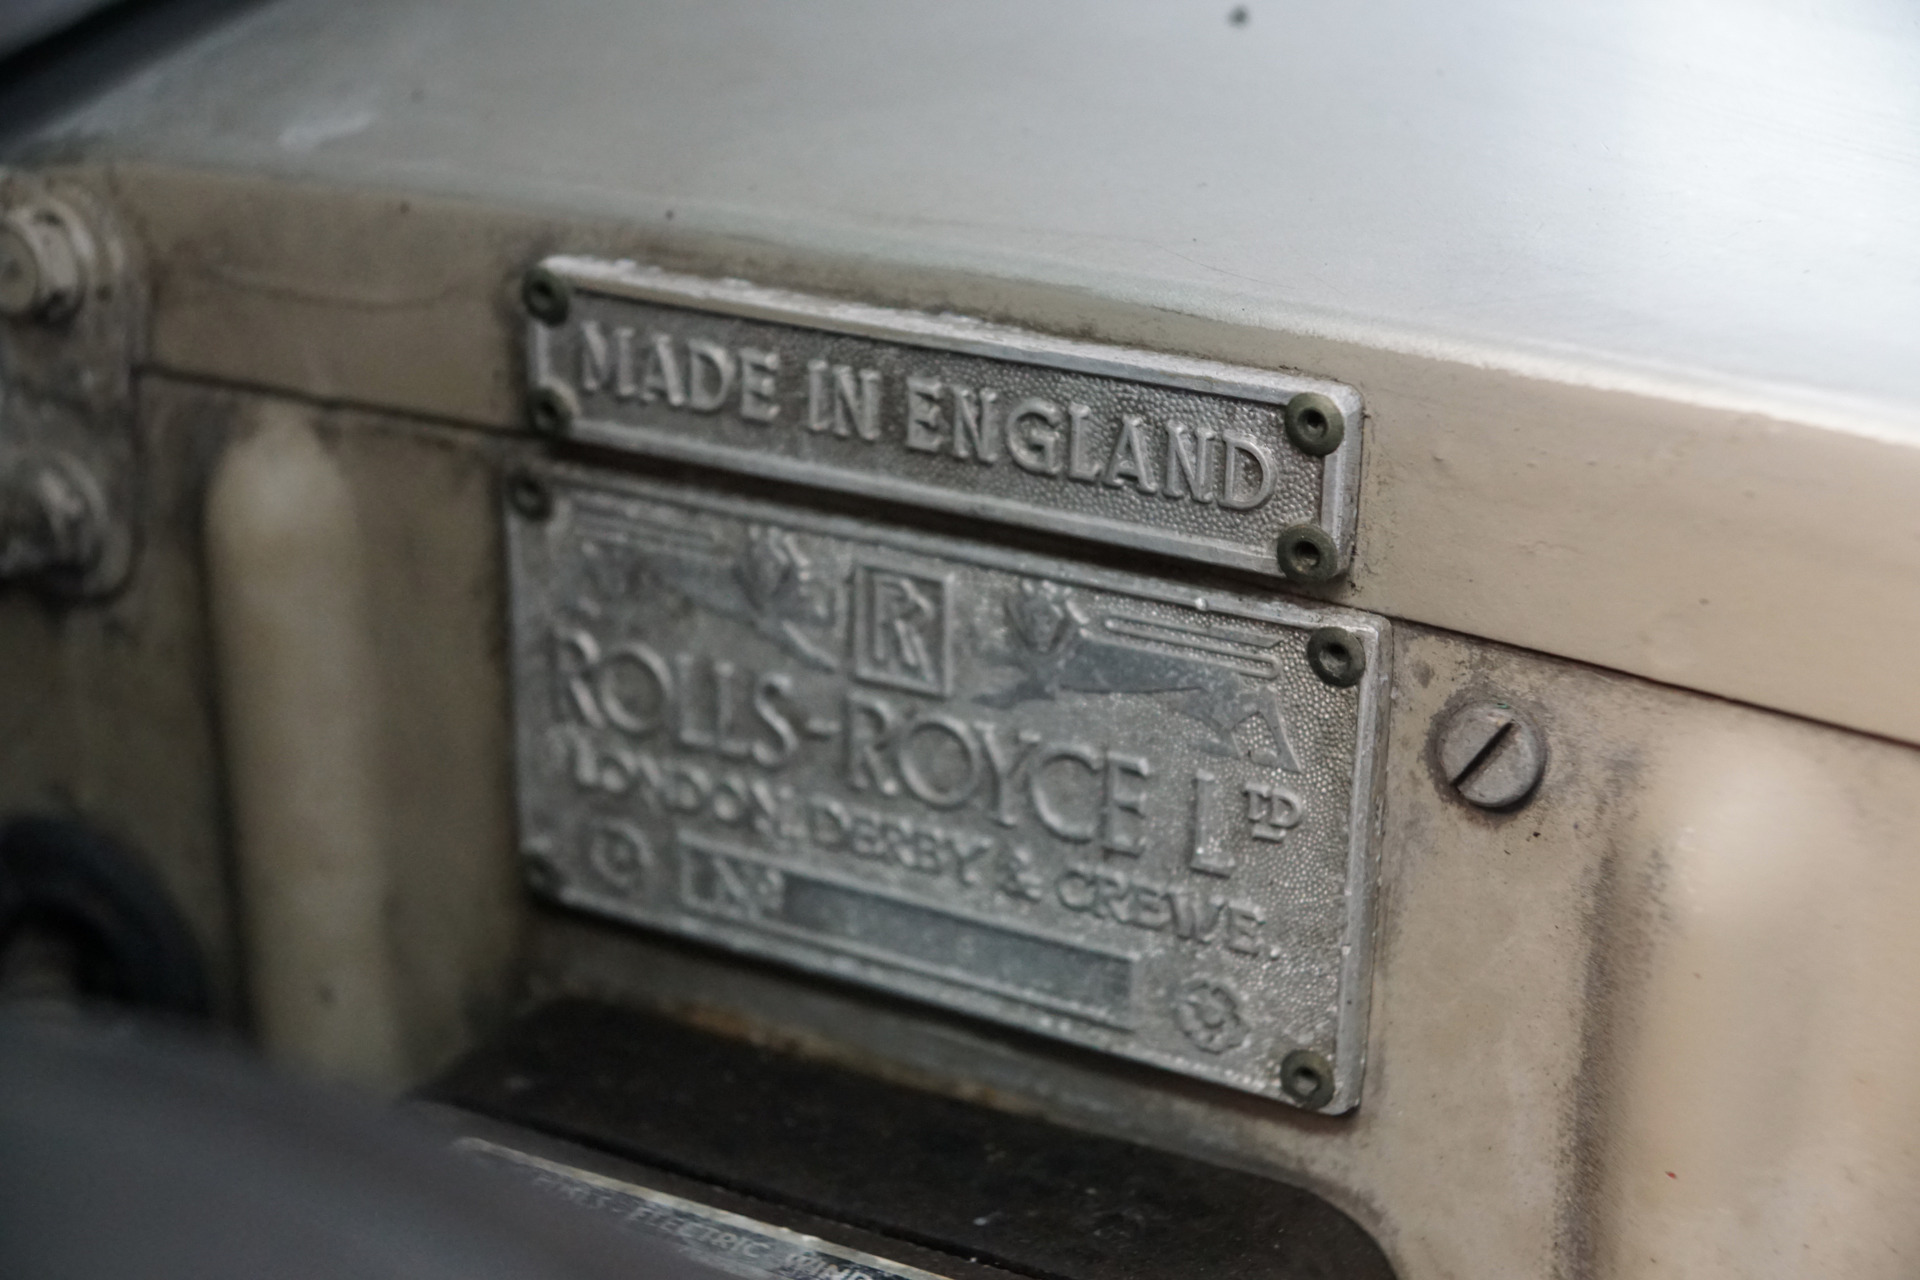 MADE IN ENGLAND
RR
ROLLS-ROYCE LTD
LONDON, DERBY & CREWE.
Nº
ELECTRIC